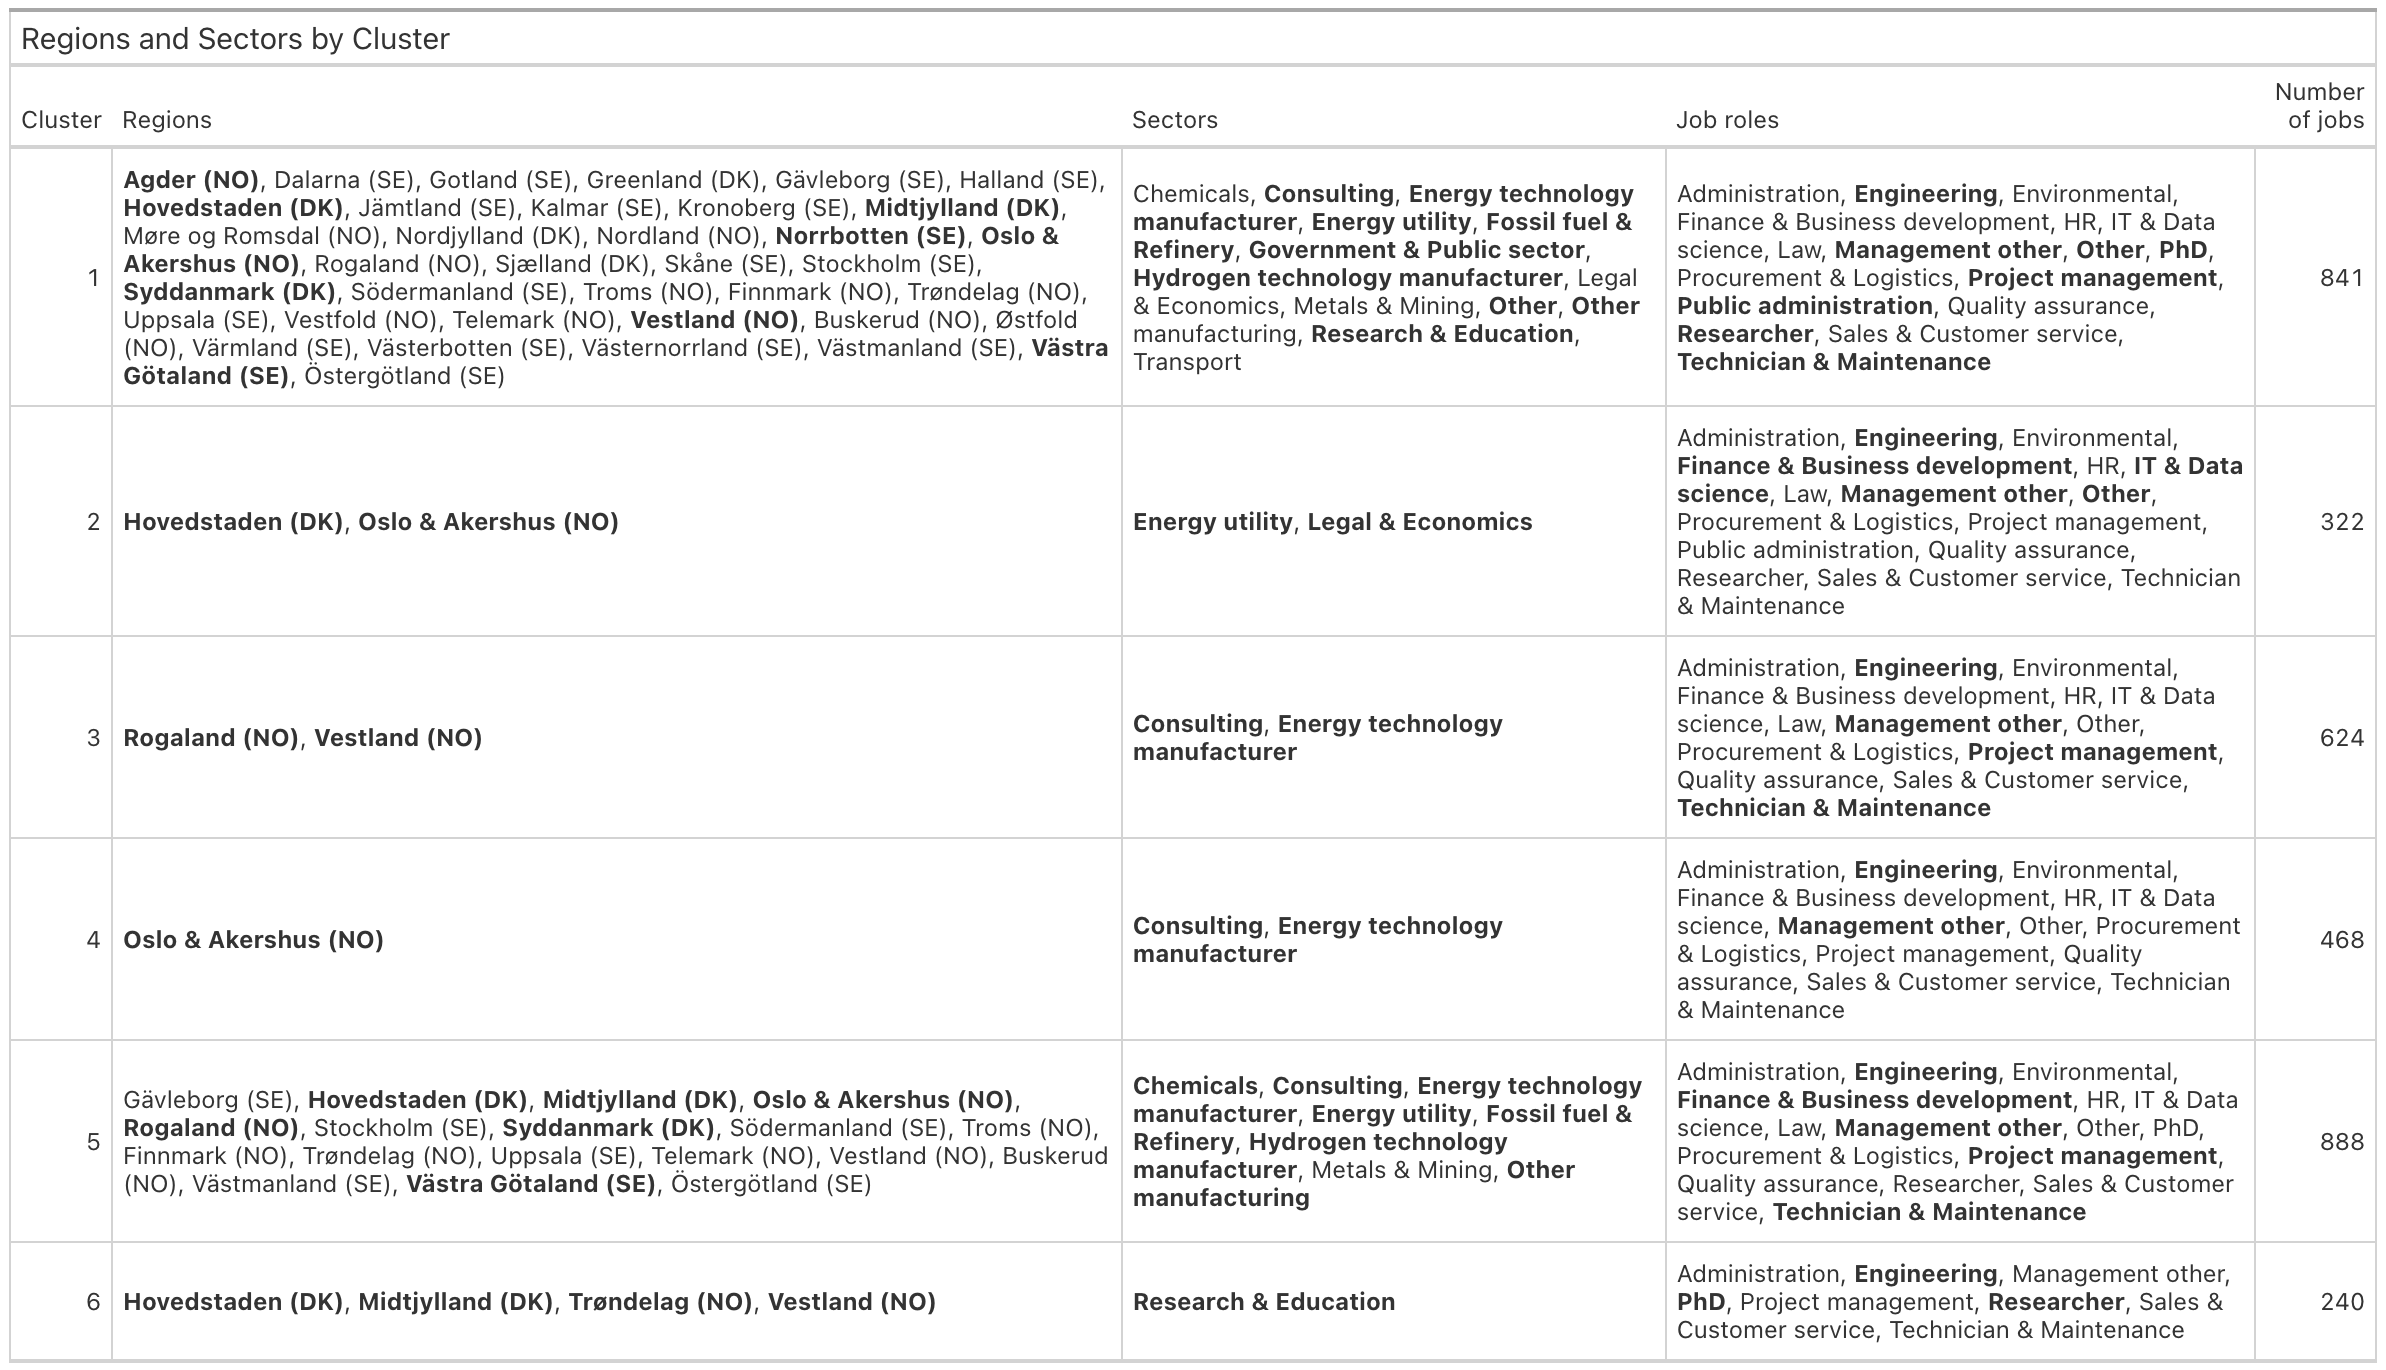 Regions and Sectors by Cluster
Cluster Regions Sectors Job roles Number of jobs
1
Agder (NO), Dalarna (SE), Gotland (SE), Greenland (DK), Gävleborg (SE), Halland (SE),
Hovedstaden (DK), Jämtland (SE), Kalmar (SE), Kronoberg (SE), Midtjylland (DK),
Møre og Romsdal (NO), Nordjylland (DK), Nordland (NO), Norrbotten (SE), Oslo &
Akershus (NO), Rogaland (NO), Sjælland (DK), Skåne (SE), Stockholm (SE),
Syddanmark (DK), Södermanland (SE), Troms (NO), Finnmark (NO), Trøndelag (NO),
Uppsala (SE), Vestfold (NO), Telemark (NO), Vestland (NO), Buskerud (NO), Østfold
(NO), Värmland (SE), Västerbotten (SE), Västernorrland (SE), Västmanland (SE), Västra
Götaland (SE), Östergötland (SE)
Chemicals, Consulting, Energy technology
manufacturer, Energy utility, Fossil fuel &
Refinery, Government & Public sector,
Hydrogen technology manufacturer, Legal
& Economics, Metals & Mining, Other, Other
manufacturing, Research & Education,
Transport
Administration, Engineering, Environmental,
Finance & Business development, HR, IT & Data
science, Law, Management other, Other, PhD,
Procurement & Logistics, Project management,
Public administration, Quality assurance,
Researcher, Sales & Customer service,
Technician & Maintenance
841
2
Hovedstaden (DK), Oslo & Akershus (NO)
Energy utility, Legal & Economics
Administration, Engineering, Environmental,
Finance & Business development, HR, IT & Data
science, Law, Management other, Other,
Procurement & Logistics, Project management,
Public administration, Quality assurance,
Researcher, Sales & Customer service, Technician
& Maintenance
322
3
Rogaland (NO), Vestland (NO)
Consulting, Energy technology
manufacturer
Administration, Engineering, Environmental,
Finance & Business development, HR, IT & Data
science, Law, Management other, Other,
Procurement & Logistics, Project management,
Quality assurance, Sales & Customer service,
Technician & Maintenance
624
4
Oslo & Akershus (NO)
Consulting, Energy technology
manufacturer
Administration, Engineering, Environmental,
Finance & Business development, HR, IT & Data
science, Management other, Other, Procurement
& Logistics, Project management, Quality
assurance, Sales & Customer service, Technician
& Maintenance
468
5
Gävleborg (SE), Hovedstaden (DK), Midtjylland (DK), Oslo & Akershus (NO),
Rogaland (NO), Stockholm (SE), Syddanmark (DK), Södermanland (SE), Troms (NO),
Finnmark (NO), Trøndelag (NO), Uppsala (SE), Telemark (NO), Vestland (NO), Buskerud
(NO), Västmanland (SE), Västra Götaland (SE), Östergötland (SE)
Chemicals, Consulting, Energy technology
manufacturer, Energy utility, Fossil fuel &
Refinery, Hydrogen technology
manufacturer, Metals & Mining, Other
manufacturing
Administration, Engineering, Environmental,
Finance & Business development, HR, IT & Data
science, Law, Management other, Other, PhD,
Procurement & Logistics, Project management,
Quality assurance, Researcher, Sales & Customer
service, Technician & Maintenance
888
6
Hovedstaden (DK), Midtjylland (DK), Trøndelag (NO), Vestland (NO)
Research & Education
Administration, Engineering, Management other,
PhD, Project management, Researcher, Sales &
Customer service, Technician & Maintenance
240